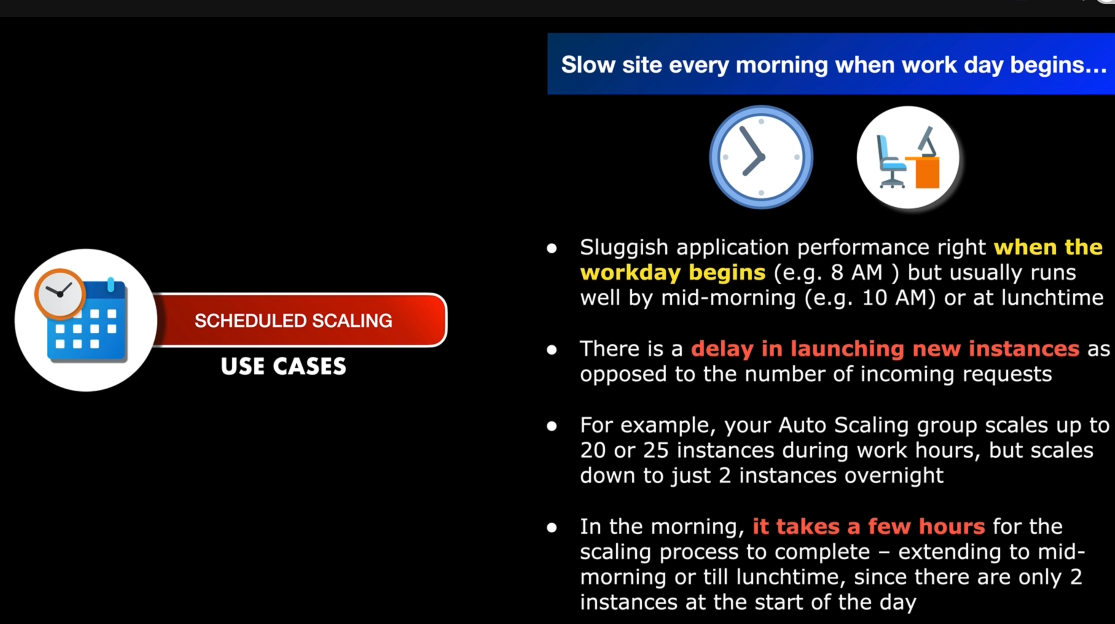 Slow site every morning when work day begins...
SCHEDULED SCALING
USE CASES
● Sluggish application performance right when the
workday begins (e.g. 8 AM ) but usually runs
well by mid-morning (e.g. 10 AM) or at lunchtime
● There is a delay in launching new instances as
opposed to the number of incoming requests
● For example, your Auto Scaling group scales up to
20 or 25 instances during work hours, but scales
down to just 2 instances overnight
● In the morning, it takes a few hours for the
scaling process to complete – extending to mid-
morning or till lunchtime, since there are only 2
instances at the start of the day